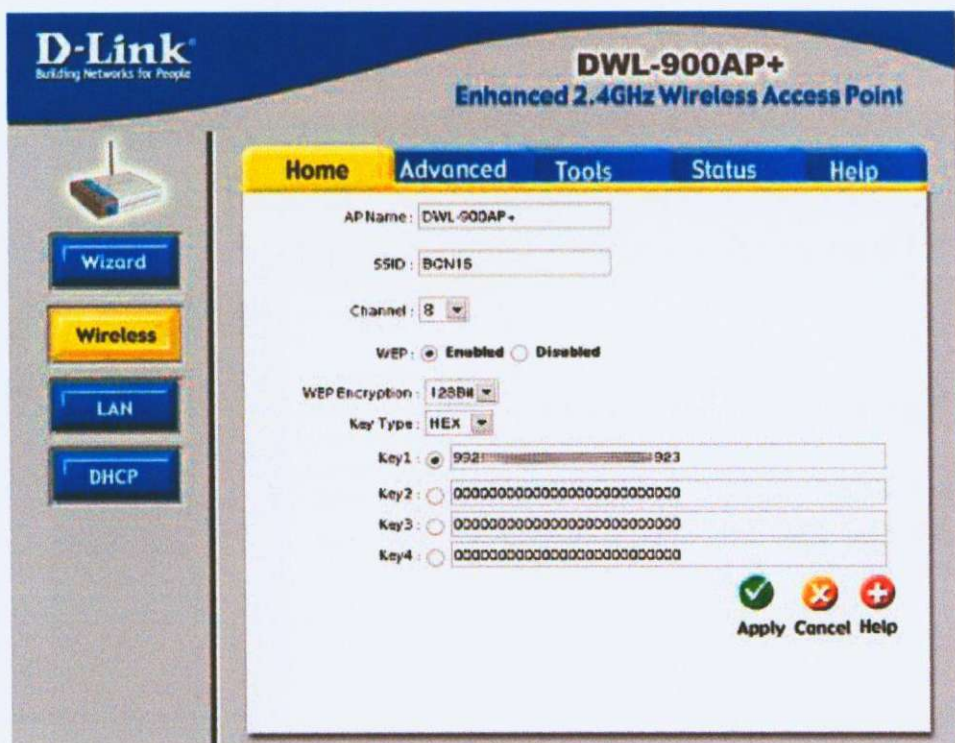 D-Link
Building Networks for People
DWL-900AP+
Enhanced 2.4GHz Wireless Access Point
Home Advanced Tools Status Help
Wizard
Wireless
LAN
DHCP
AP Name : DWL-900AP+
SSID :
Channel : 8
WEP : Enabled Disabled
WEP Encryption : 128Bit
Key Type : HEX
Key1 : 992 923
Key2 : 00000000000000000000000000
Key3 : 00000000000000000000000000
Key4 : 00000000000000000000000000
Apply Cancel Help